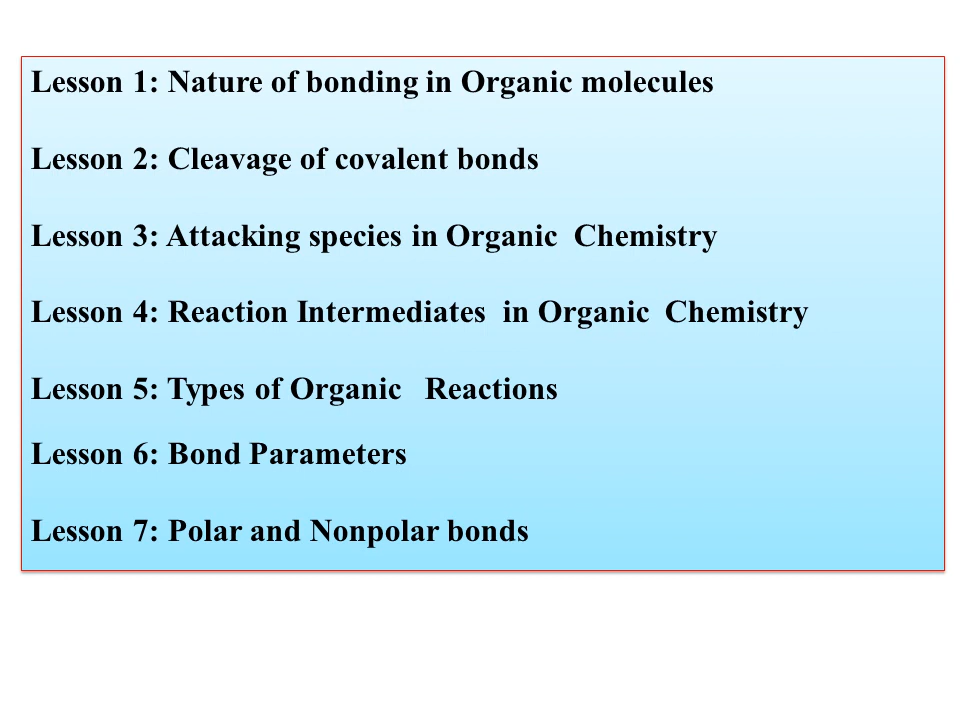 Lesson 1: Nature of bonding in Organic molecules
Lesson 2: Cleavage of covalent bonds
Lesson 3: Attacking species in Organic  Chemistry
Lesson 4: Reaction Intermediates  in Organic  Chemistry
Lesson 5: Types of Organic   Reactions
Lesson 6: Bond Parameters
Lesson 7: Polar and Nonpolar bonds